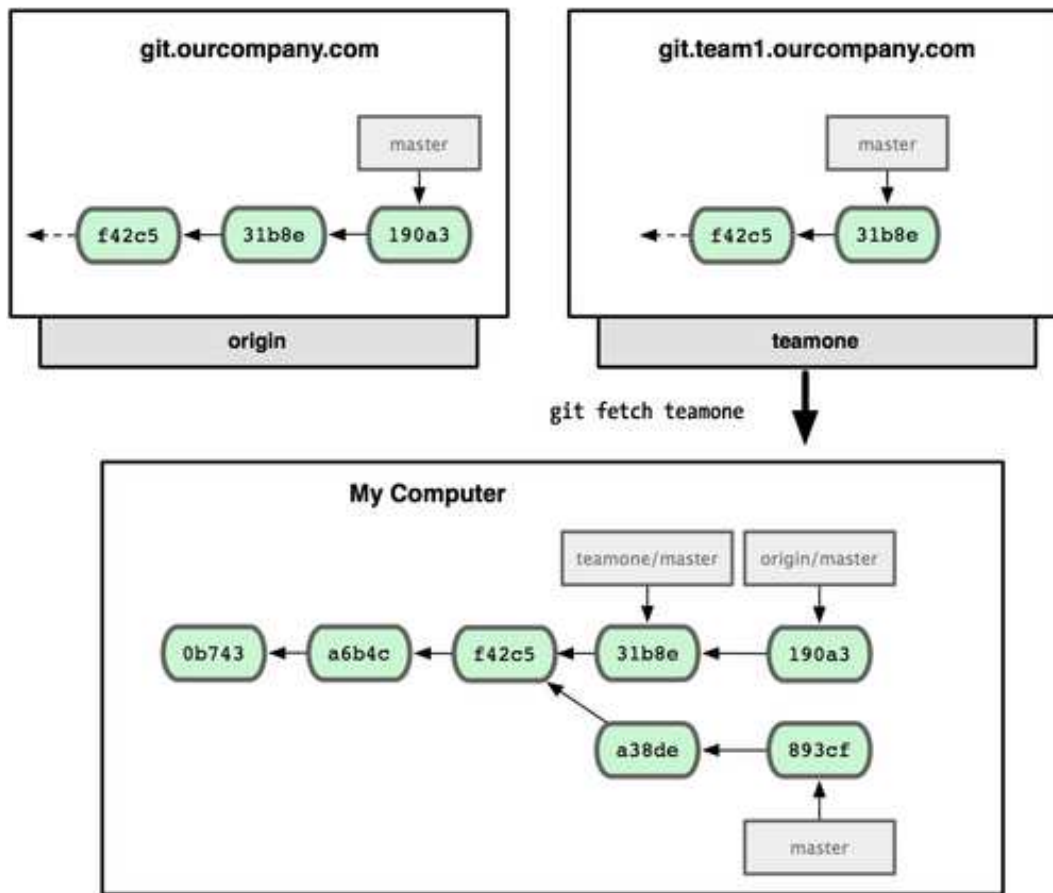 git.ourcompany.com
master
f42c5 31b8e 190a3
origin
git.team1.ourcompany.com
master
f42c5 31b8e
teamone
git fetch teamone
My Computer
teamone/master origin/master
0b743 a6b4c f42c5 31b8e 190a3
a38de 893cf
master